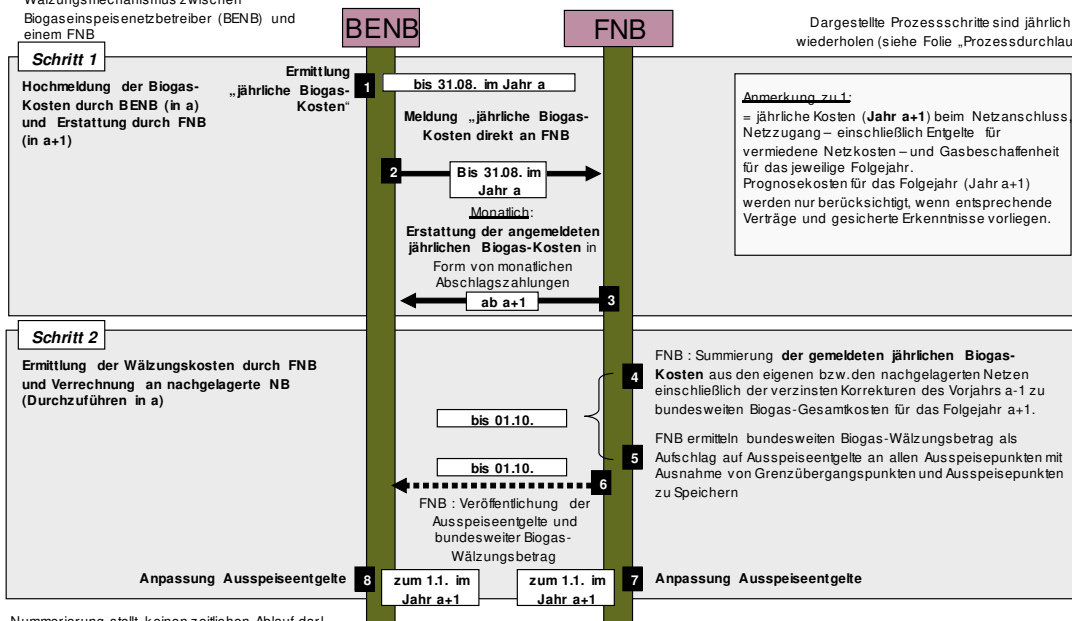 Wälzungsmechanismus zwischen
Biogaseinspeisenetzbetreiber (BENB) und
einem FNB
BENB
FNB
Dargestellte Prozessschritte sind jährlich
wiederholen (siehe Folie „Prozessdurchlau
Schritt 1
Hochmeldung der Biogas-
Kosten durch BENB (in a)
und Erstattung durch FNB
(in a+1)
Ermittlung
„jährliche Biogas-
Kosten“
1
bis 31.08. im Jahr a
Meldung „jährliche Biogas-
Kosten direkt an FNB
2
Bis 31.08. im
Jahr a
Monatlich:
Erstattung der angemeldeten
jährlichen Biogas-Kosten in
Form von monatlichen
Abschlagszahlungen
ab a+1
3
Anmerkung zu 1:
= jährliche Kosten (Jahr a+1) beim Netzanschluss,
Netzzugang – einschließlich Entgelte für
vermiedene Netzkosten – und Gasbeschaffenheit
für das jeweilige Folgejahr.
Prognosekosten für das Folgejahr (Jahr a+1)
werden nur berücksichtigt, wenn entsprechende
Verträge und gesicherte Erkenntnisse vorliegen.
Schritt 2
Ermittlung der Wälzungskosten durch FNB
und Verrechnung an nachgelagerte NB
(Durchzuführen in a)
bis 01.10.
4
FNB : Summierung der gemeldeten jährlichen Biogas-
Kosten aus den eigenen bzw. den nachgelagerten Netzen
einschließlich der verzinsten Korrekturen des Vorjahrs a-1 zu
bundesweiten Biogas-Gesamtkosten für das Folgejahr a+1.
5
FNB ermitteln bundesweiten Biogas-Wälzungsbetrag als
Aufschlag auf Ausspeiseentgelte an allen Ausspeisepunkten mit
Ausnahme von Grenzübergangspunkten und Ausspeisepunkten
zu Speichern
bis 01.10.
6
FNB : Veröffentlichung der
Ausspeiseentgelte und
bundesweiter Biogas-
Wälzungsbetrag
Anpassung Ausspeiseentgelte
8
zum 1.1. im
Jahr a+1
zum 1.1. im
Jahr a+1
7
Anpassung Ausspeiseentgelte
Nummerierung stellt keinen zeitlichen Ablauf dar!